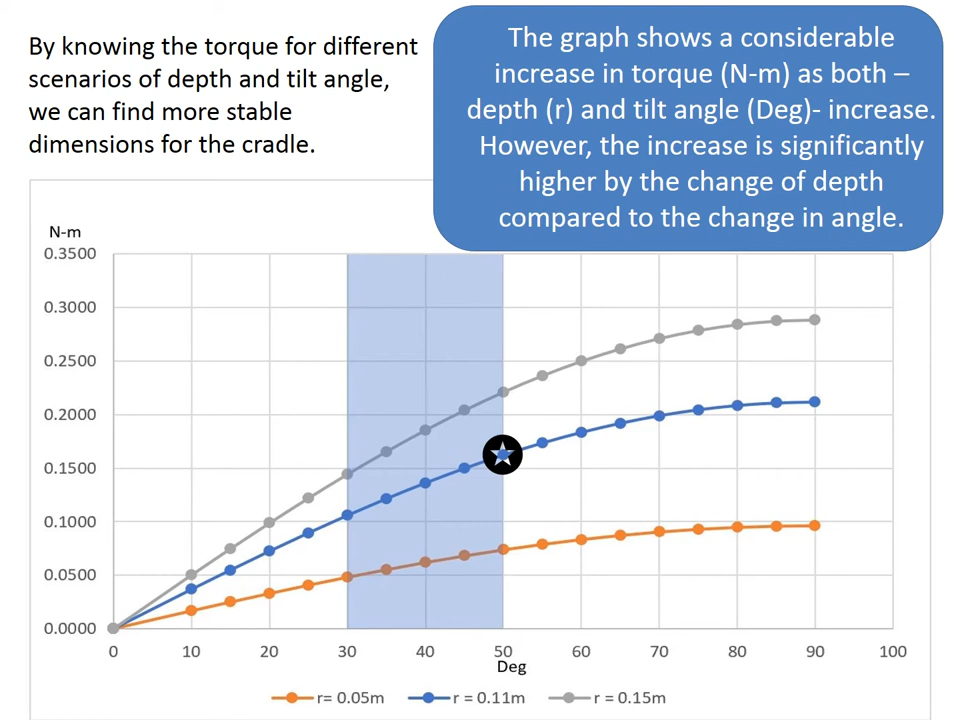 By knowing the torque for different
scenarios of depth and tilt angle,
we can find more stable
dimensions for the cradle.
The graph shows a considerable
increase in torque (N-m) as both –
depth (r) and tilt angle (Deg)- increase.
However, the increase is significantly
higher by the change of depth
compared to the change in angle.
N-m
0.3500
0.3000
0.2500
0.2000
0.1500
0.1000
0.0500
0.0000
0 10 20 30 40 50 60 70 80 90 100
Deg
r= 0.05m r = 0.11m r = 0.15m